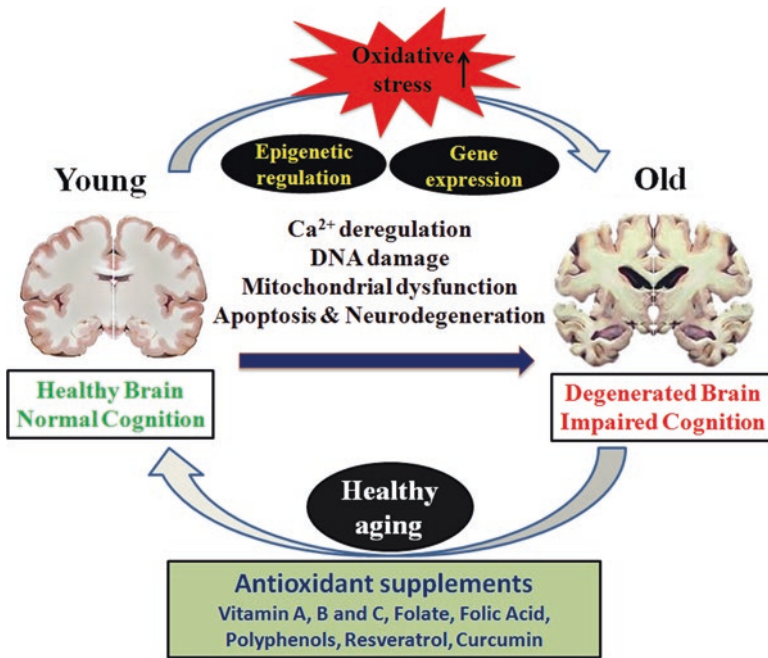 Oxidative
stress
Epigenetic
regulation
Gene
expression
Young
Old
Ca²⁺ deregulation
DNA damage
Mitochondrial dysfunction
Apoptosis & Neurodegeneration
Healthy Brain
Normal Cognition
Degenerated Brain
Impaired Cognition
Healthy
aging
Antioxidant supplements
Vitamin A, B and C, Folate, Folic Acid,
Polyphenols, Resveratrol, Curcumin